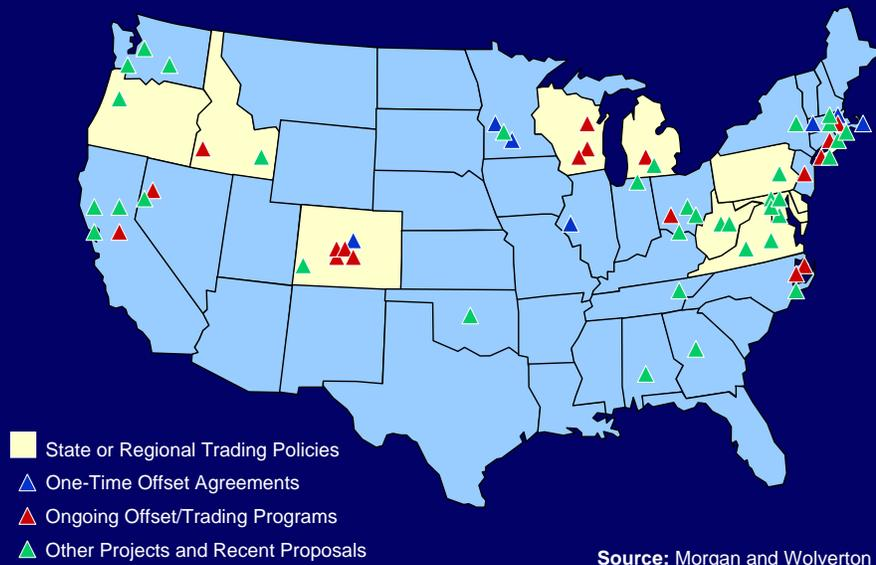 State or Regional Trading Policies
One-Time Offset Agreements
Ongoing Offset/Trading Programs
Other Projects and Recent Proposals
Source: Morgan and Wolverton